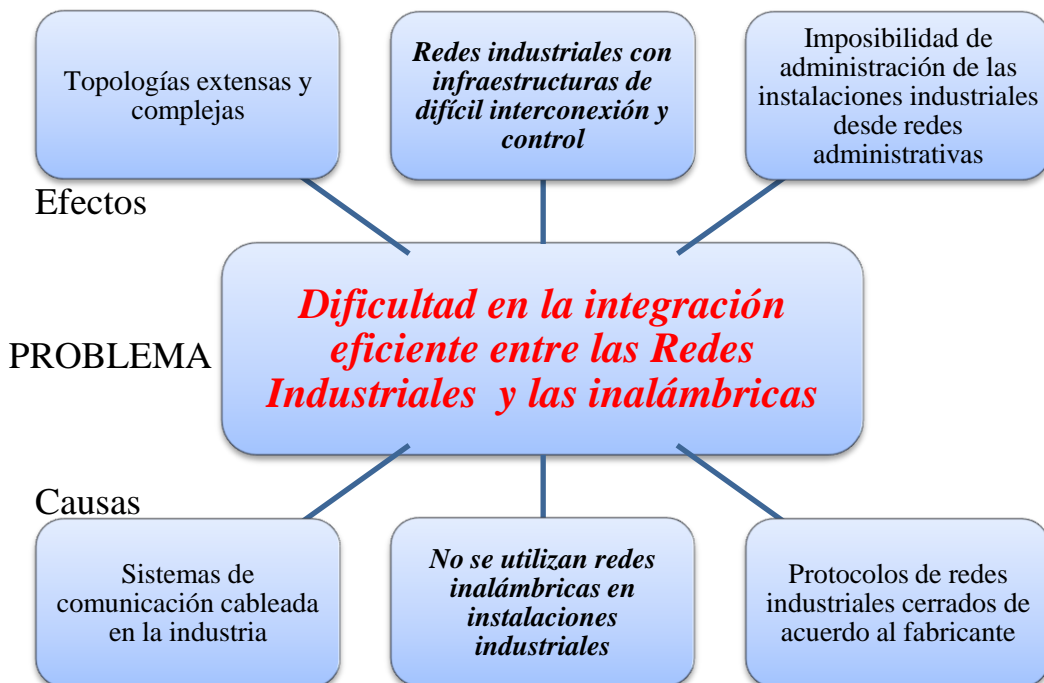 Topologías extensas y
complejas
Redes industriales con
infraestructuras de
difícil interconexión y
control
Imposibilidad de
administración de las
instalaciones industriales
desde redes
administrativas
Efectos
PROBLEMA
Dificultad en la integración
eficiente entre las Redes
Industriales y las inalámbricas
Causas
Sistemas de
comunicación cableada
en la industria
No se utilizan redes
inalámbricas en
instalaciones
industriales
Protocolos de redes
industriales cerrados de
acuerdo al fabricante